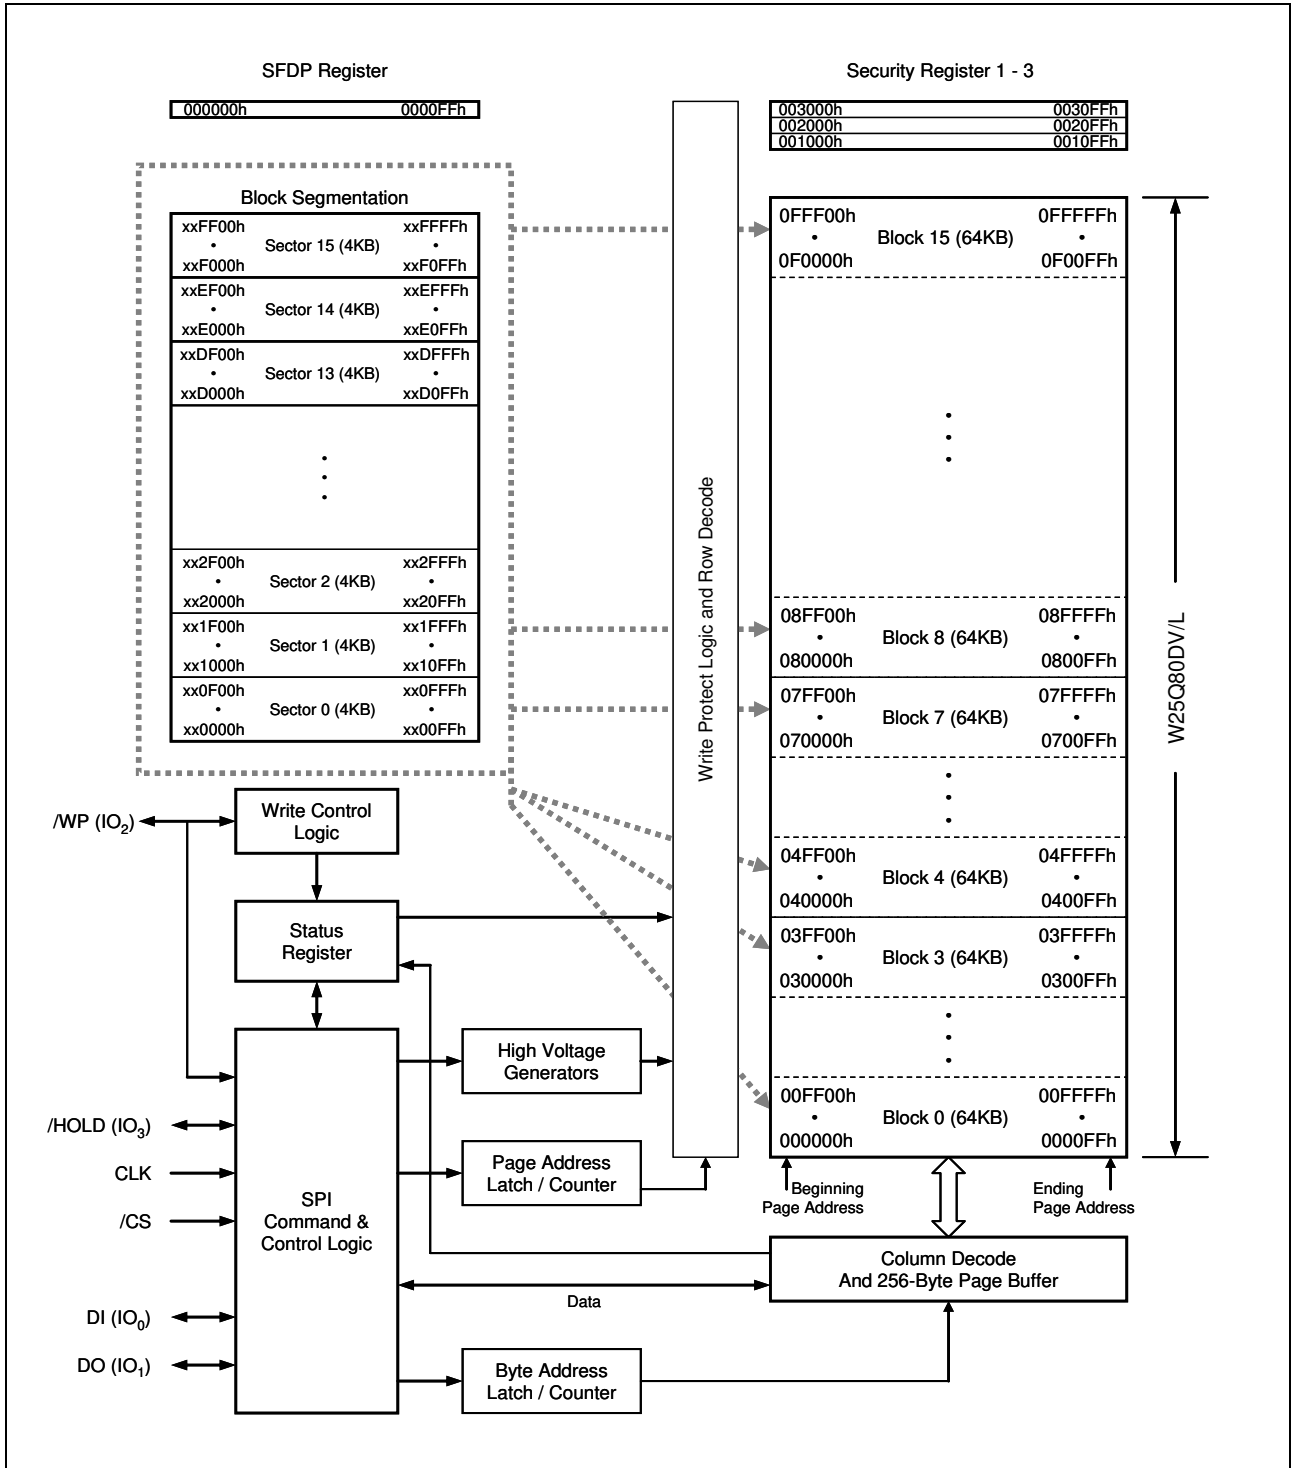 SFDP Register
000000h 0000FFh
Security Register 1 - 3
003000h 0030FFh
002000h 0020FFh
001000h 0010FFh
Block Segmentation
xxFF00h xxFFFFh
Sector 15 (4KB)
xxF000h xxF0FFh
xxEF00h xxEFFFh
Sector 14 (4KB)
xxE000h xxE0FFh
xxDF00h xxDFFFh
Sector 13 (4KB)
xxD000h xxD0FFh
xx2F00h xx2FFFh
Sector 2 (4KB)
xx2000h xx20FFh
xx1F00h xx1FFFh
Sector 1 (4KB)
xx1000h xx10FFh
xx0F00h xx0FFFh
Sector 0 (4KB)
xx0000h xx00FFh
Write Protect Logic and Row Decode
0FFF00h 0FFFFFh
Block 15 (64KB)
0F0000h 0F00FFh
08FF00h 08FFFFh
Block 8 (64KB)
080000h 0800FFh
07FF00h 07FFFFh
Block 7 (64KB)
070000h 0700FFh
04FF00h 04FFFFh
Block 4 (64KB)
040000h 0400FFh
03FF00h 03FFFFh
Block 3 (64KB)
030000h 0300FFh
00FF00h 00FFFFh
Block 0 (64KB)
000000h 0000FFh
W25Q80DV/L
Beginning
Page Address
Ending
Page Address
/WP (IO2)
Write Control
Logic
Status
Register
High Voltage
Generators
/HOLD (IO3)
CLK
/CS
DI (IO0)
DO (IO1)
SPI
Command &
Control Logic
Page Address
Latch / Counter
Column Decode
And 256-Byte Page Buffer
Data
Byte Address
Latch / Counter